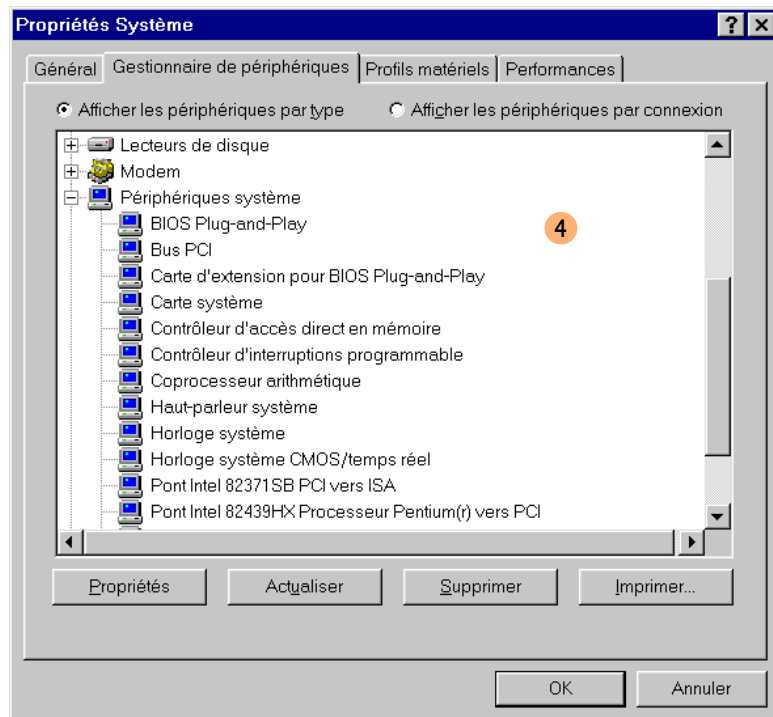 Propriétés Système
Général Gestionnaire de périphériques Profils matériels Performances
Afficher les périphériques par type Afficher les périphériques par connexion
Lecteurs de disque
Modem
Périphériques système
BIOS Plug-and-Play 4
Bus PCI
Carte d'extension pour BIOS Plug-and-Play
Carte système
Contrôleur d'accès direct en mémoire
Contrôleur d'interruptions programmable
Coprocesseur arithmétique
Haut-parleur système
Horloge système
Horloge système CMOS/temps réel
Pont Intel 82371SB PCI vers ISA
Pont Intel 82439HX Processeur Pentium(r) vers PCI
Propriétés Actualiser Supprimer Imprimer...
OK Annuler